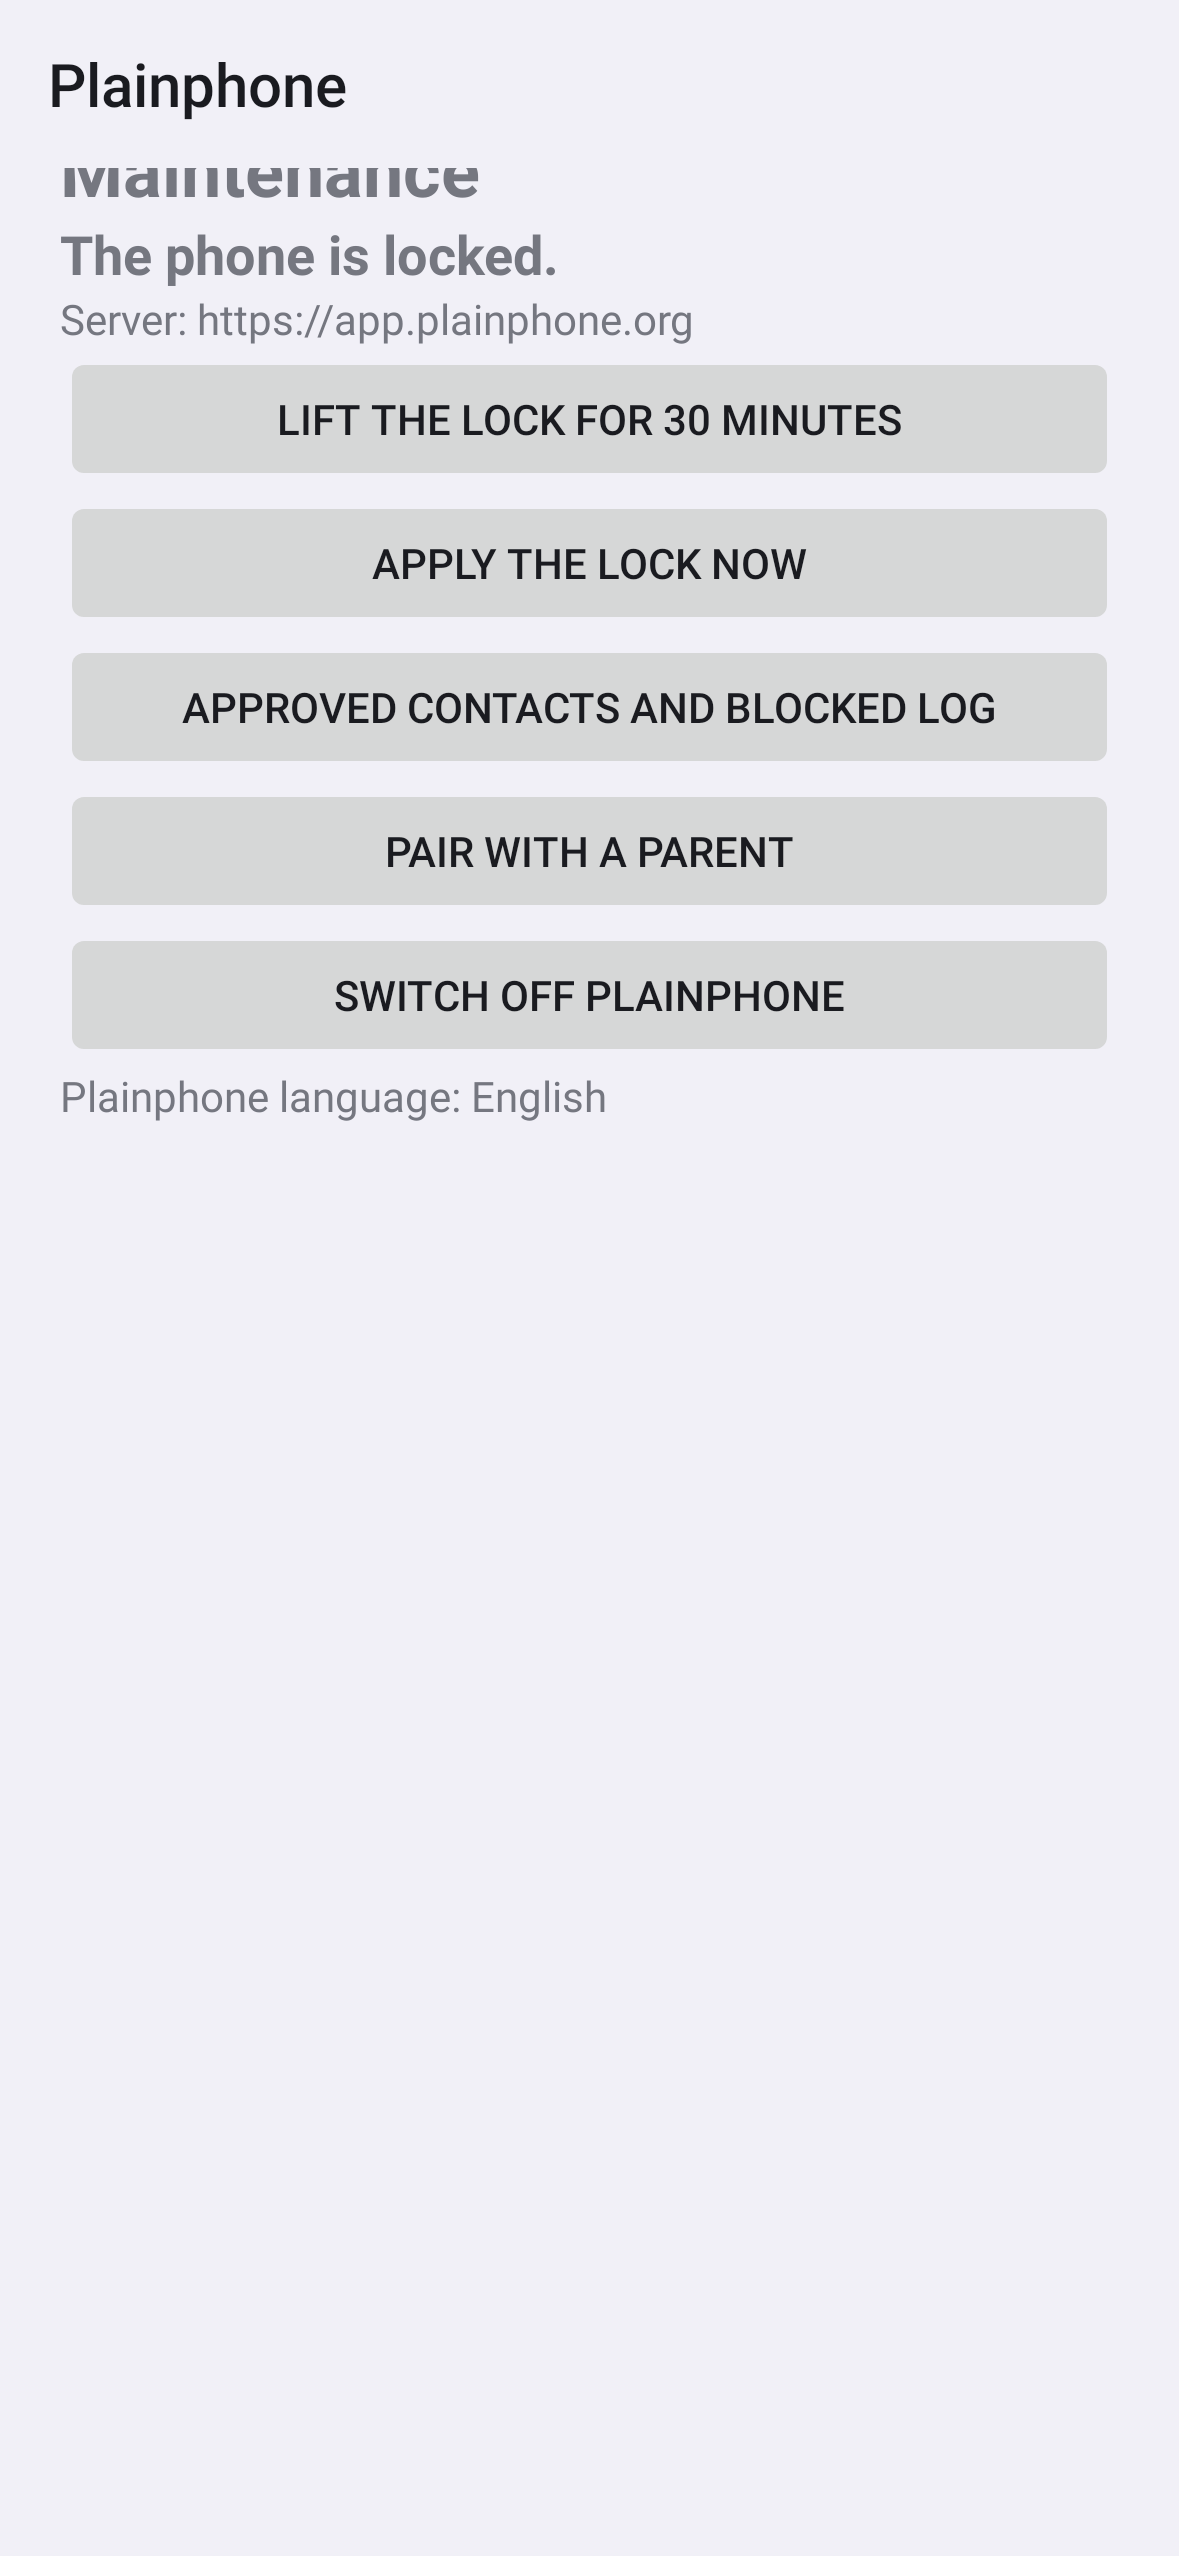 Plainphone
Maintenance
The phone is locked.
Server: https://app.plainphone.org
LIFT THE LOCK FOR 30 MINUTES
APPLY THE LOCK NOW
APPROVED CONTACTS AND BLOCKED LOG
PAIR WITH A PARENT
SWITCH OFF PLAINPHONE
Plainphone language: English